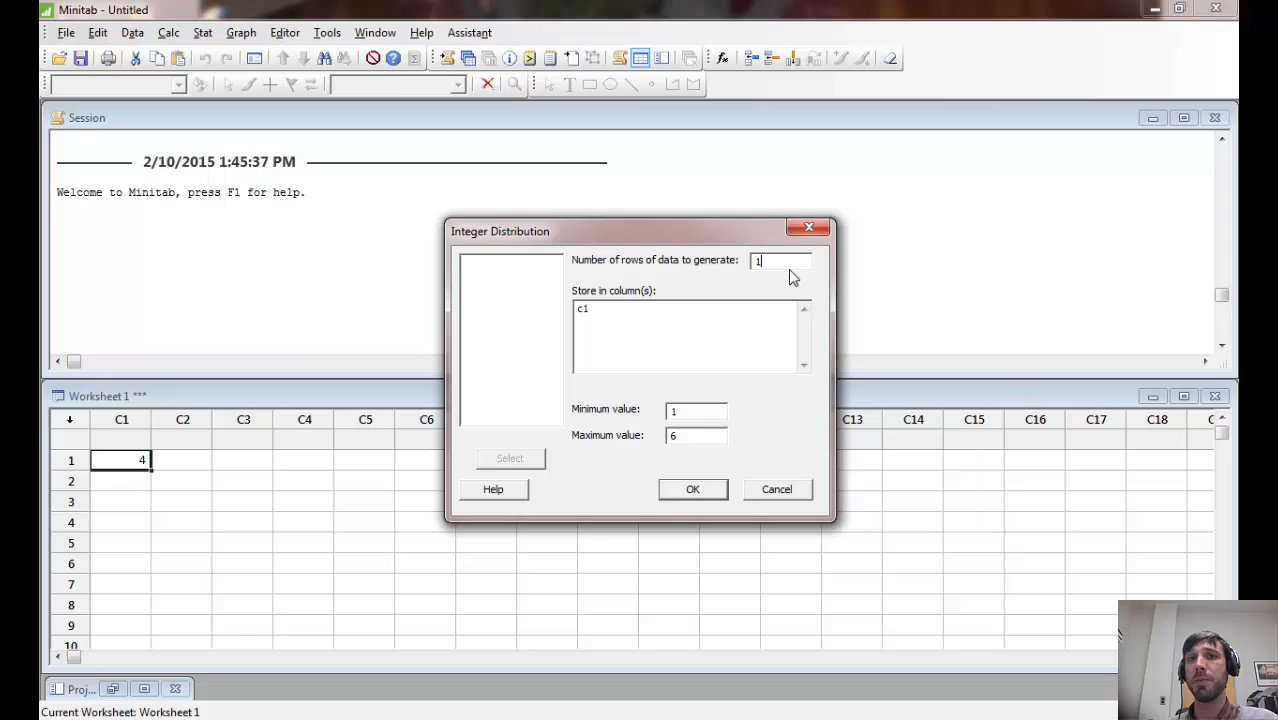 Minitab - Untitled
File Edit Data Calc Stat Graph Editor Tools Window Help Assistant
Session
2/10/2015 1:45:37 PM
Welcome to Minitab, press F1 for help.
Integer Distribution
Number of rows of data to generate: 1
Store in column(s):
c1
Minimum value: 1
Maximum value: 6
Select
Help OK Cancel
Worksheet 1 ***
C1 C2 C3 C4 C5 C6 C13 C14 C15 C16 C17 C18
1 4
2
3
4
5
6
7
8
9
10
Proj...
Current Worksheet: Worksheet 1